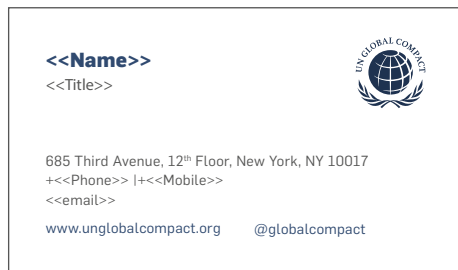 <<Name>>
<<Title>>
UN GLOBAL COMPACT
685 Third Avenue, 12th Floor, New York, NY 10017
+<<Phone>> |+<<Mobile>>
<<email>>
www.unglobalcompact.org @globalcompact